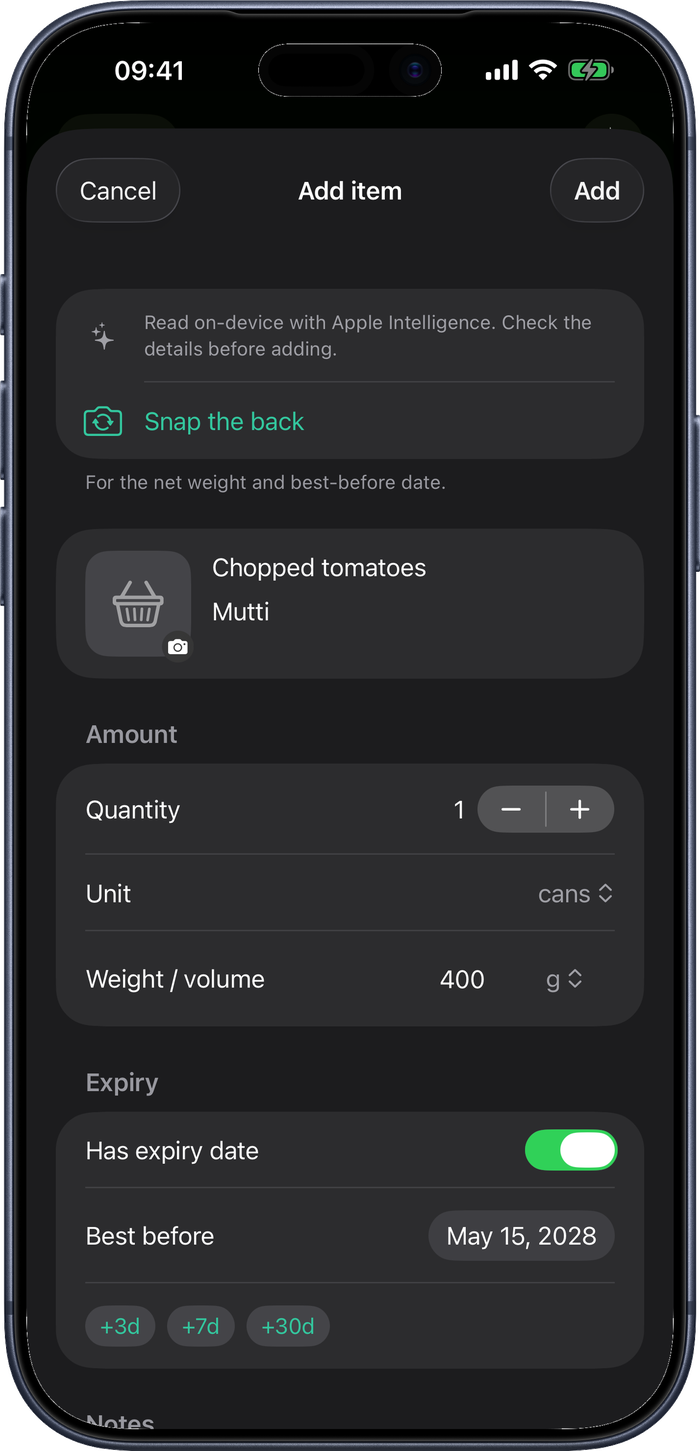 09:41
Cancel
Add item
Add
Read on-device with Apple Intelligence. Check the
details before adding.
Snap the back
For the net weight and best-before date.
Chopped tomatoes
Mutti
Amount
Quantity
1
Unit
cans
Weight / volume
400
g
Expiry
Has expiry date
Best before
May 15, 2028
+3d
+7d
+30d
Notes